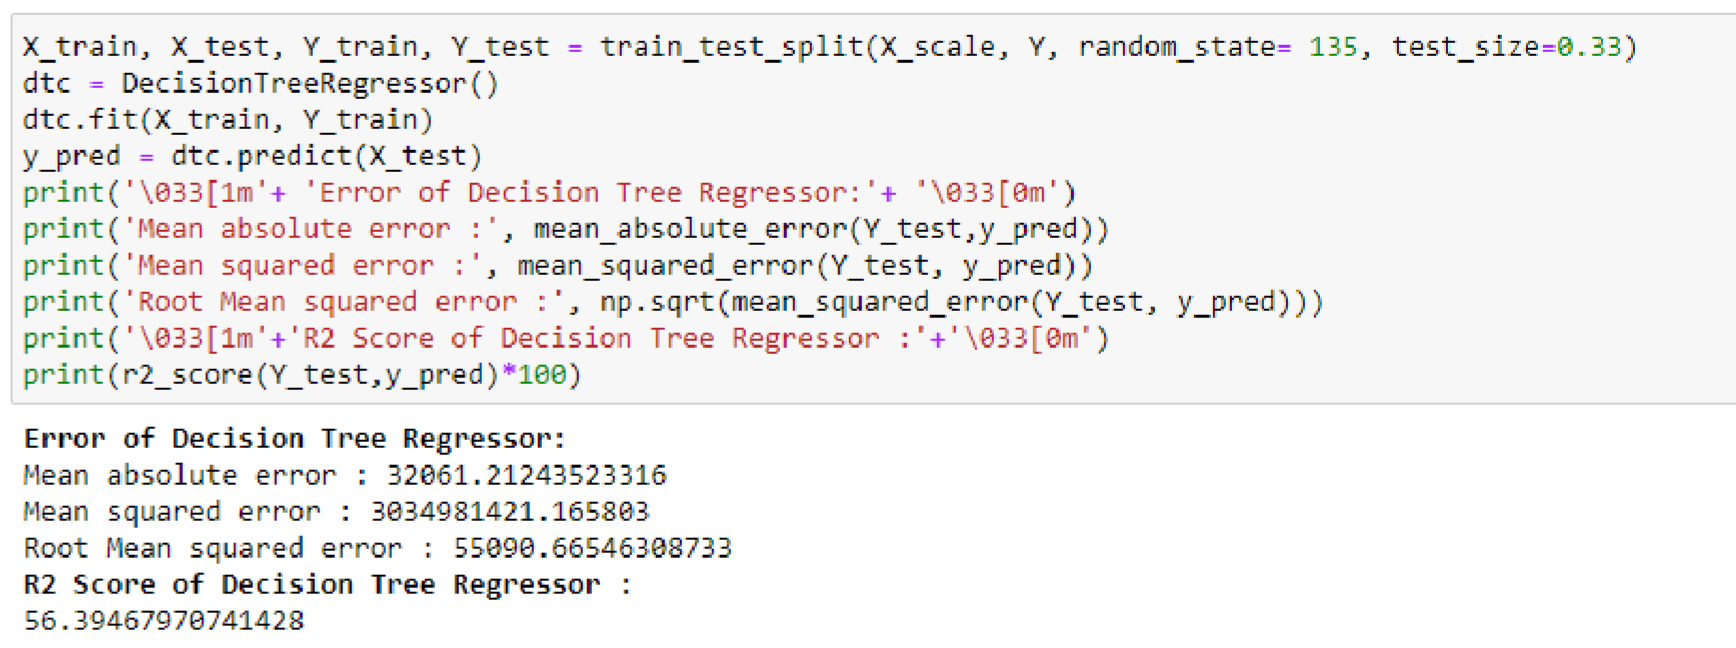 X_train, X_test, Y_train, Y_test = train_test_split(X_scale, Y, random_state= 135, test_size=0.33)
dtc = DecisionTreeRegressor()
dtc.fit(X_train, Y_train)
y_pred = dtc.predict(X_test)
print('\033[1m'+ 'Error of Decision Tree Regressor:'+ '\033[0m')
print('Mean absolute error :', mean_absolute_error(Y_test,y_pred))
print('Mean squared error :', mean_squared_error(Y_test, y_pred))
print('Root Mean squared error :', np.sqrt(mean_squared_error(Y_test, y_pred)))
print('\033[1m'+'R2 Score of Decision Tree Regressor :'+'\033[0m')
print(r2_score(Y_test,y_pred)*100)
Error of Decision Tree Regressor:
Mean absolute error : 32061.21243523316
Mean squared error : 3034981421.165803
Root Mean squared error : 55090.66546308733
R2 Score of Decision Tree Regressor :
56.39467970741428